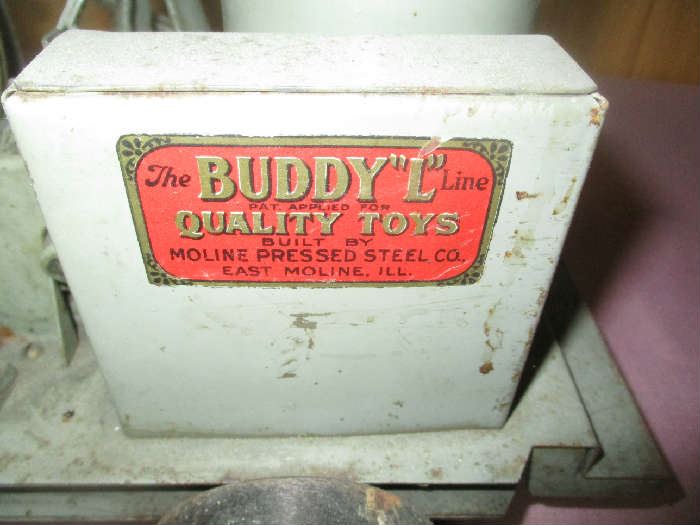 The BUDDY "L" Line
PAT. APPLIED FOR
QUALITY TOYS
BUILT BY
MOLINE PRESSED STEEL CO.
EAST MOLINE, ILL.